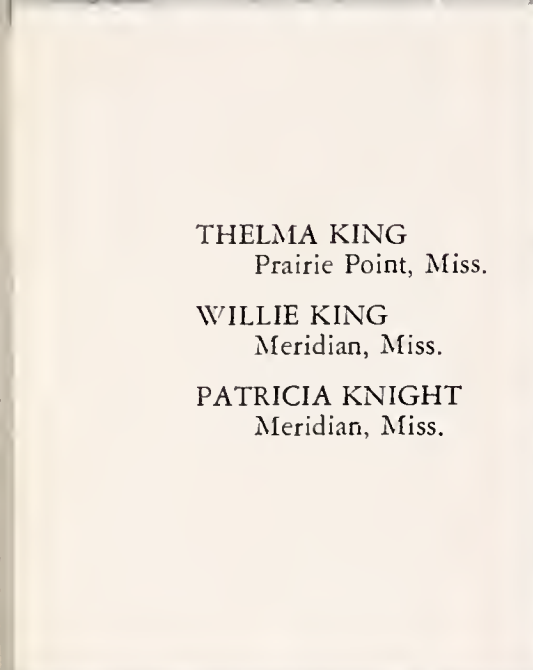 THELMA KING
Prairie Point, Miss.
WILLIE KING
Meridian, Miss.
PATRICIA KNIGHT
Meridian, Miss.